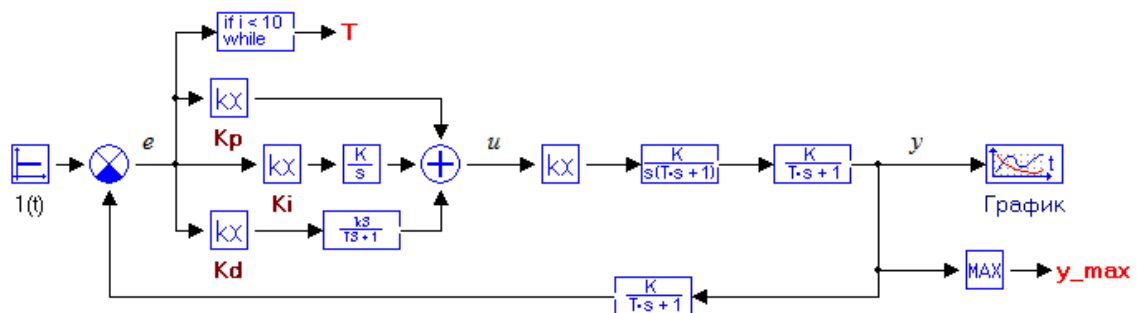 if i < 10
while
T
kx
Kp
e
u
y
1(t)
kx
Ki
K
s
+
kx
K
s(T·s + 1)
K
T·s + 1
t
График
kx
Kd
ks
TS + 1
K
T·s + 1
MAX
y_max